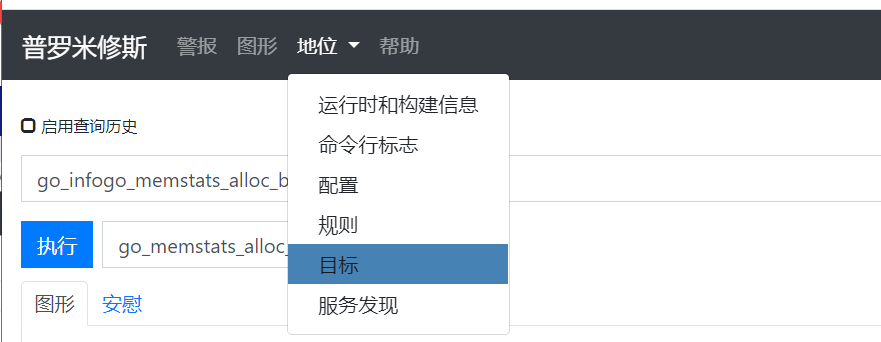 普罗米修斯 警报 图形 地位 帮助
运行时和构建信息
启用查询历史
命令行标志
go_infogo_memstats_alloc_b
配置
规则
执行 go_memstats_alloc_
目标
图形 安慰
服务发现